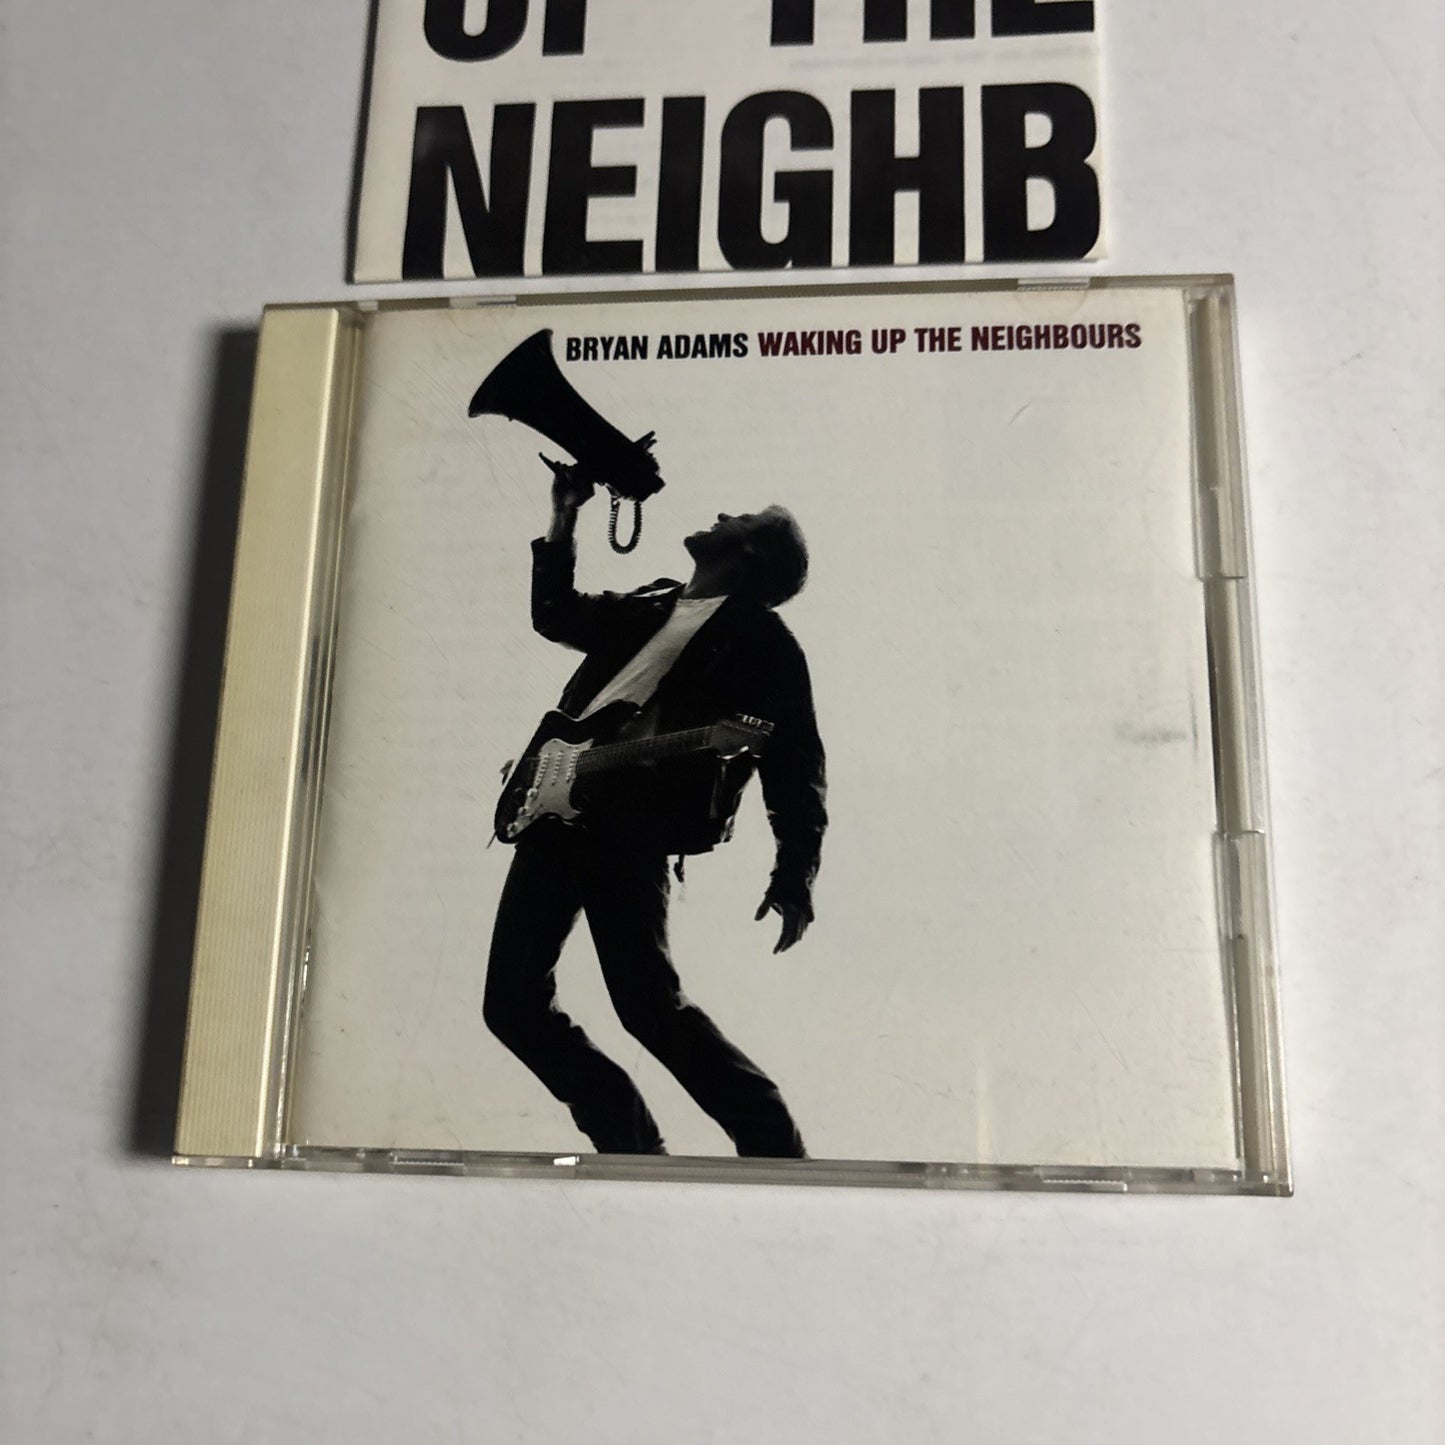 UP THE
NEIGHB
BRYAN ADAMS WAKING UP THE NEIGHBOURS